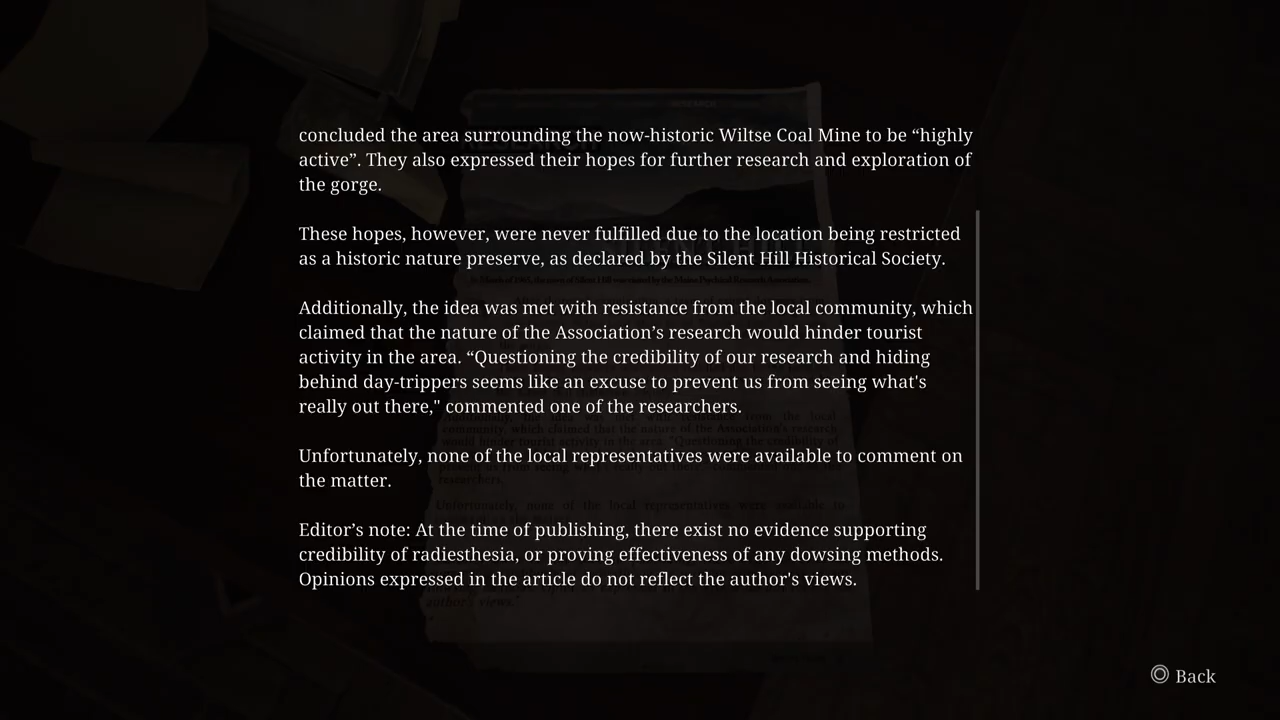 concluded the area surrounding the now-historic Wiltse Coal Mine to be “highly
active”. They also expressed their hopes for further research and exploration of
the gorge.
These hopes, however, were never fulfilled due to the location being restricted
as a historic nature preserve, as declared by the Silent Hill Historical Society.
Additionally, the idea was met with resistance from the local community, which
claimed that the nature of the Association’s research would hinder tourist
activity in the area. “Questioning the credibility of our research and hiding
behind day-trippers seems like an excuse to prevent us from seeing what's
really out there," commented one of the researchers.
Unfortunately, none of the local representatives were available to comment on
the matter.
Editor’s note: At the time of publishing, there exist no evidence supporting
credibility of radiesthesia, or proving effectiveness of any dowsing methods.
Opinions expressed in the article do not reflect the author's views.
Back